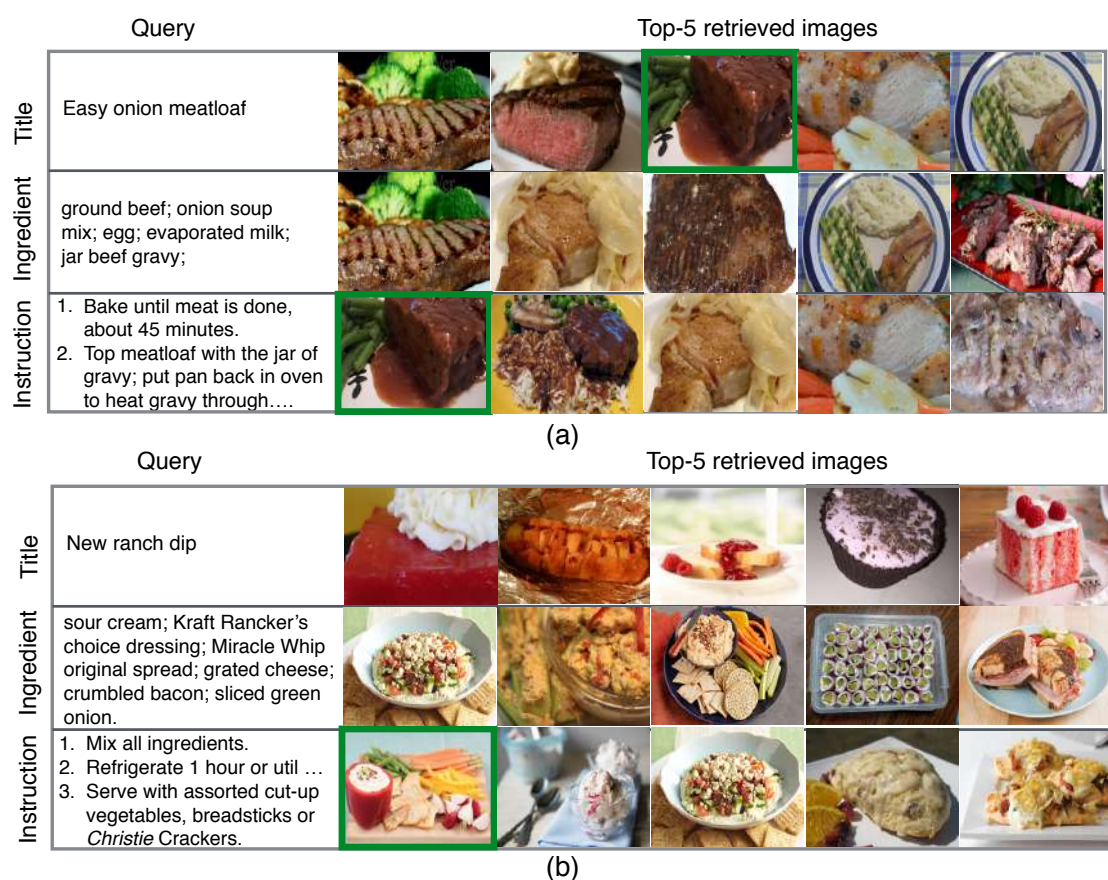 Query
Top-5 retrieved images
Title
Easy onion meatloaf
Ingredient
ground beef; onion soup
mix; egg; evaporated milk;
jar beef gravy;
Instruction
1. Bake until meat is done,
about 45 minutes.
2. Top meatloaf with the jar of
gravy; put pan back in oven
to heat gravy through….
(a)
Query
Top-5 retrieved images
Title
New ranch dip
Ingredient
sour cream; Kraft Rancker’s
choice dressing; Miracle Whip
original spread; grated cheese;
crumbled bacon; sliced green
onion.
Instruction
1. Mix all ingredients.
2. Refrigerate 1 hour or util …
3. Serve with assorted cut-up
vegetables, breadsticks or
Christie Crackers.
(b)